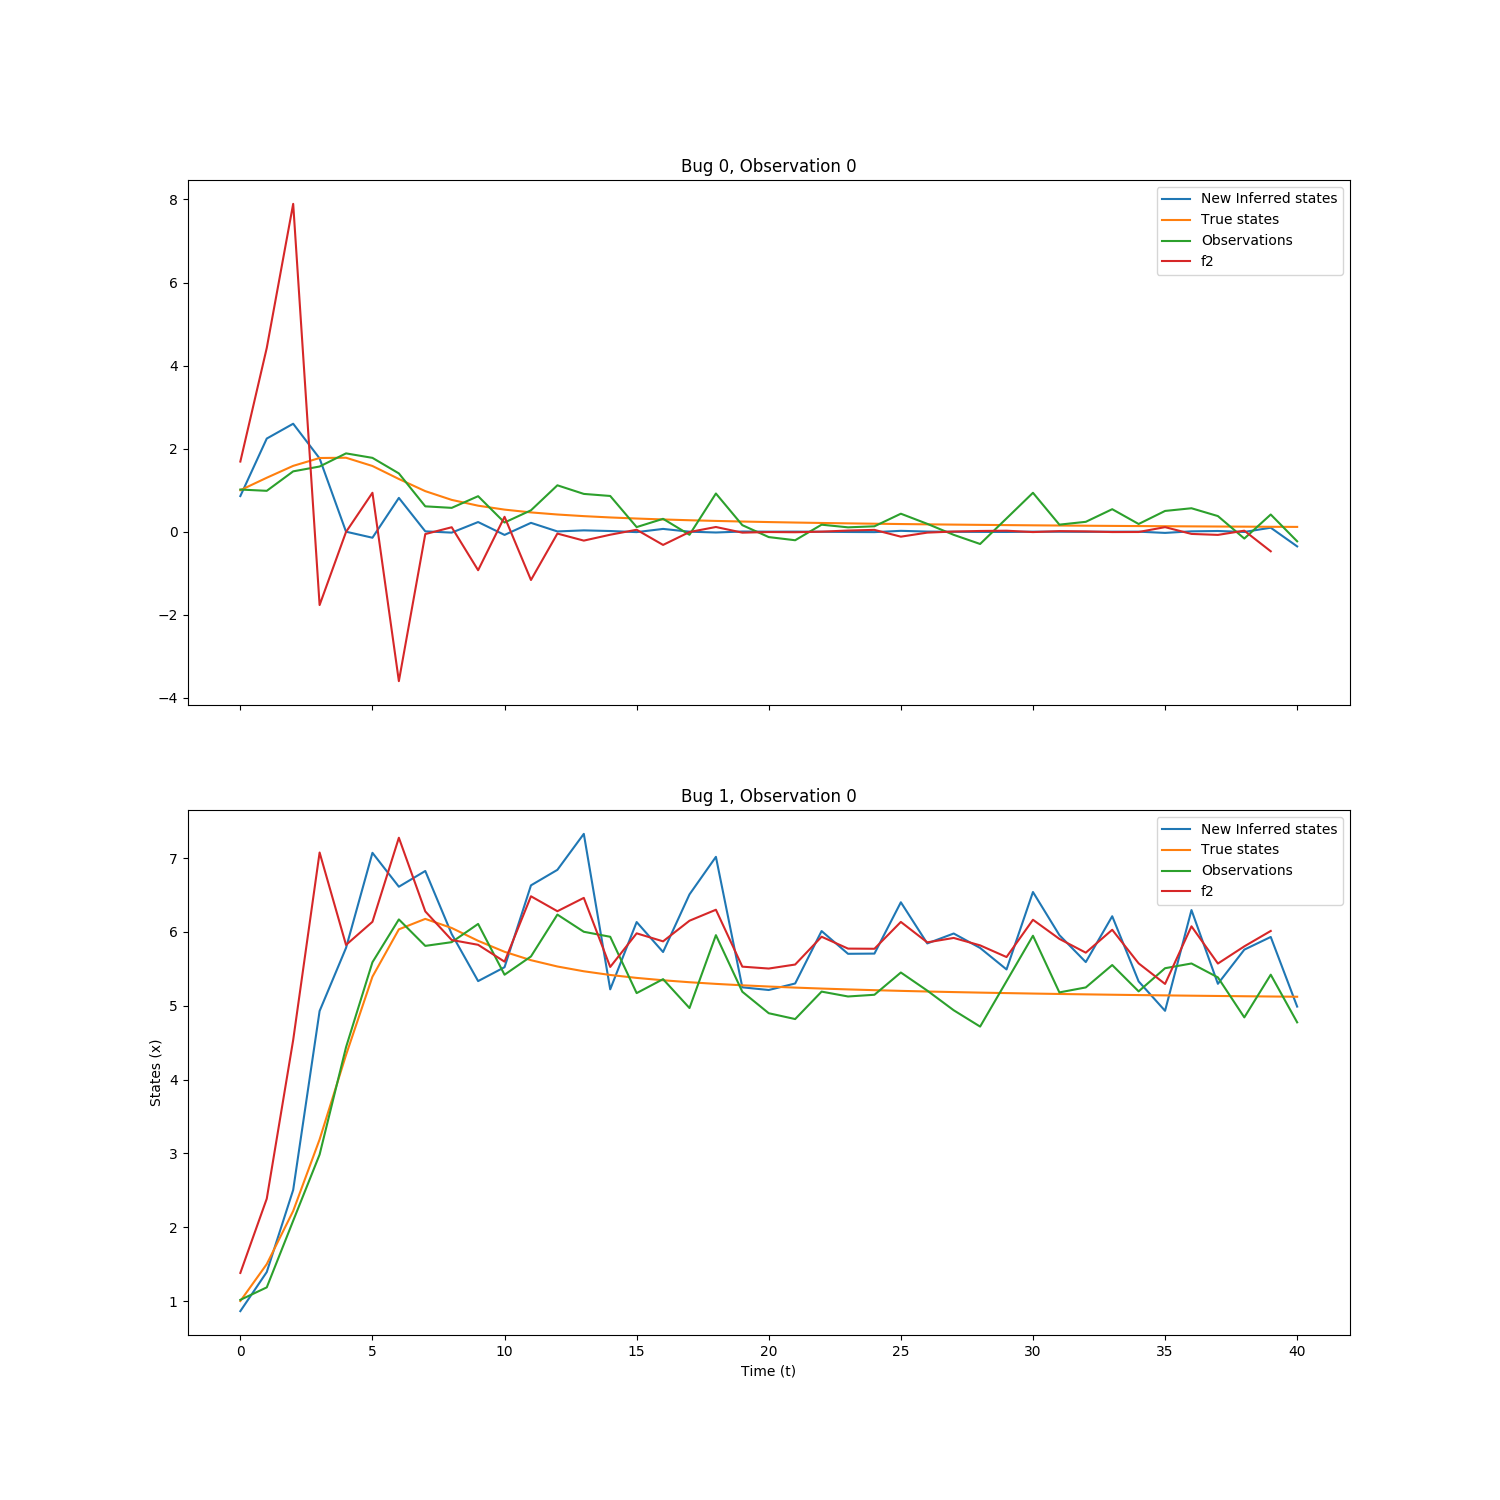 Bug 0, Observation 0
New Inferred states
True states
Observations
f2
8
6
4
2
0
−2
−4
Bug 1, Observation 0
New Inferred states
True states
Observations
f2
7
6
5
4
3
2
1
States (x)
0 5 10 15 20 25 30 35 40
Time (t)